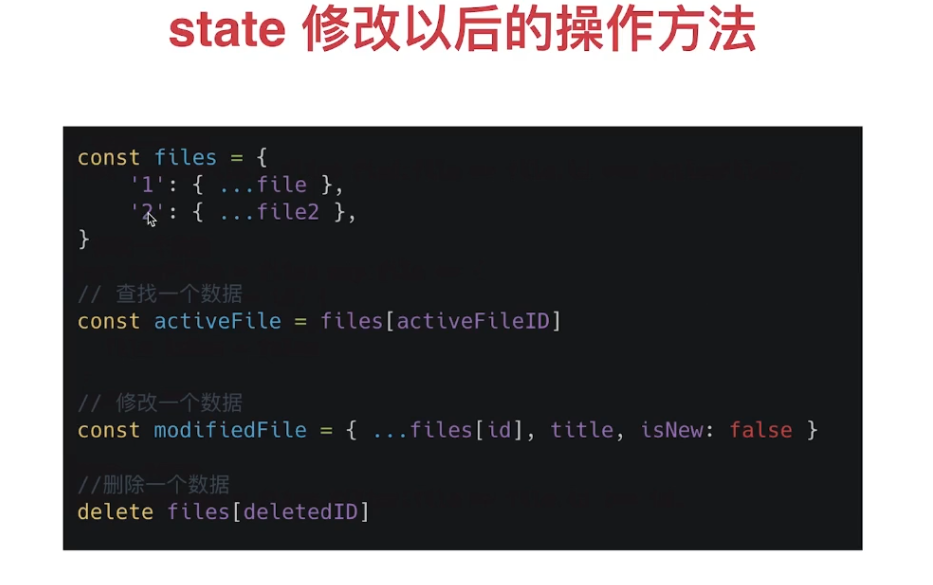 state 修改以后的操作方法
const files = {
'1': { ...file },
'2': { ...file2 },
}
// 查找一个数据
const activeFile = files[activeFileID]
// 修改一个数据
const modifiedFile = { ...files[id], title, isNew: false }
//删除一个数据
delete files[deletedID]